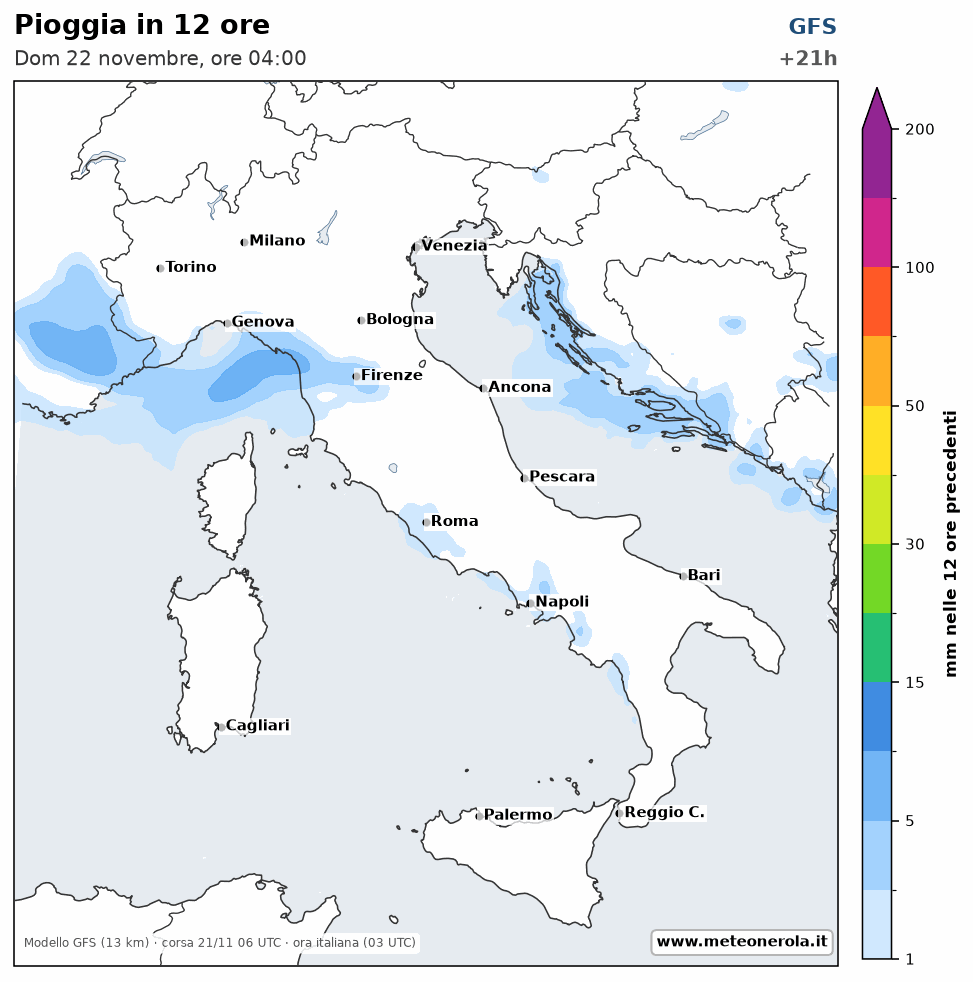 Pioggia in 12 ore
GFS
Dom 22 novembre, ore 04:00
+21h
200
100
50
30
15
5
1
mm nelle 12 ore precedenti
Milano
Venezia
Torino
Genova
Bologna
Firenze
Ancona
Pescara
Roma
Bari
Napoli
Cagliari
Palermo
Reggio C.
Modello GFS (13 km) · corsa 21/11 06 UTC · ora italiana (03 UTC)
www.meteonerola.it